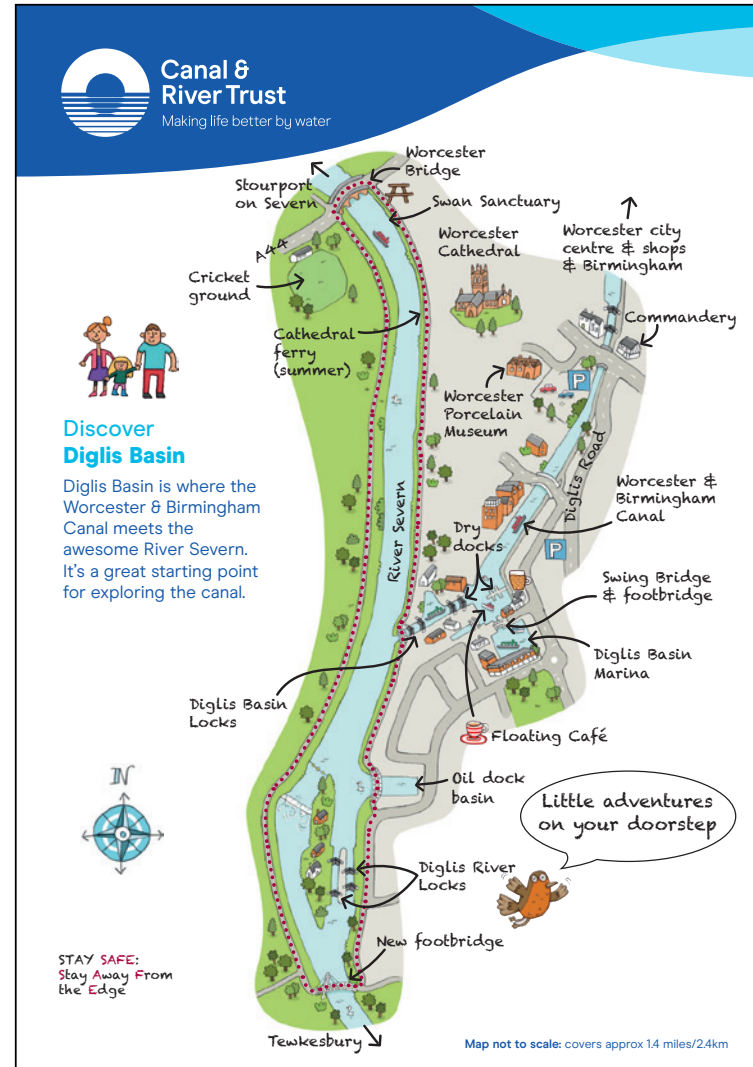 Canal &
River Trust
Making life better by water
Worcester
Bridge
Stourport
on Severn
Swan Sanctuary
A44
Worcester
Cathedral
Worcester city
centre & shops
& Birmingham
Cricket
ground
Commandery
Cathedral
ferry
(summer)
P
Worcester
Porcelain
Museum
Discover
Diglis Basin
Diglis Basin is where the
Worcester & Birmingham
Canal meets the
awesome River Severn.
It's a great starting point
for exploring the canal.
Diglis Road
Worcester &
Birmingham
Canal
River Severn
Dry
docks
P
Swing Bridge
& footbridge
Diglis Basin
Marina
Diglis Basin
Locks
Floating Café
N
Oil dock
basin
Little adventures
on your doorstep
Diglis River
Locks
New footbridge
STAY SAFE:
Stay Away From
the Edge
Tewkesbury
Map not to scale: covers approx 1.4 miles/2.4km